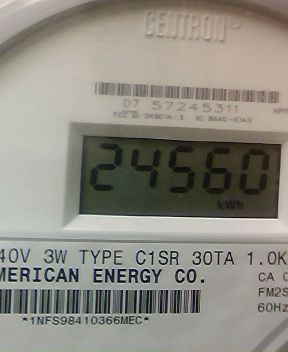 CENTRON®
07 57245311
24560
kWh
40V 3W TYPE C1SR 30TA 1.0K
MERICAN ENERGY CO.
CA
FM2S
60Hz
*1NFS98410366MEC*